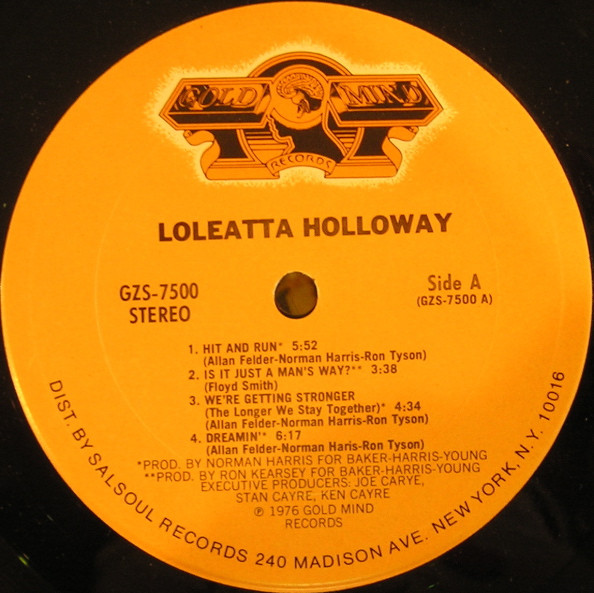 GOLD MIND
RECORDS
LOLEATTA HOLLOWAY
GZS-7500
STEREO
Side A
(GZS-7500 A)
1. HIT AND RUN* 5:52
(Allan Felder-Norman Harris-Ron Tyson)
2. IS IT JUST A MAN'S WAY?** 3:38
(Floyd Smith)
3. WE'RE GETTING STRONGER
(The Longer We Stay Together)* 4:34
(Allan Felder-Norman Harris-Ron Tyson)
4. DREAMIN'* 6:17
(Allan Felder-Norman Haris-Ron Tyson)
*PROD. BY NORMAN HARRIS FOR BAKER-HARRIS-YOUNG
**PROD. BY RON KEARSEY FOR BAKER-HARRIS-YOUNG
EXECUTIVE PRODUCERS: JOE CARYE,
STAN CAYRE, KEN CAYRE
℗ 1976 GOLD MIND
RECORDS
DIST. BY SALSOUL RECORDS 240 MADISON AVE. NEW YORK, N.Y. 10016